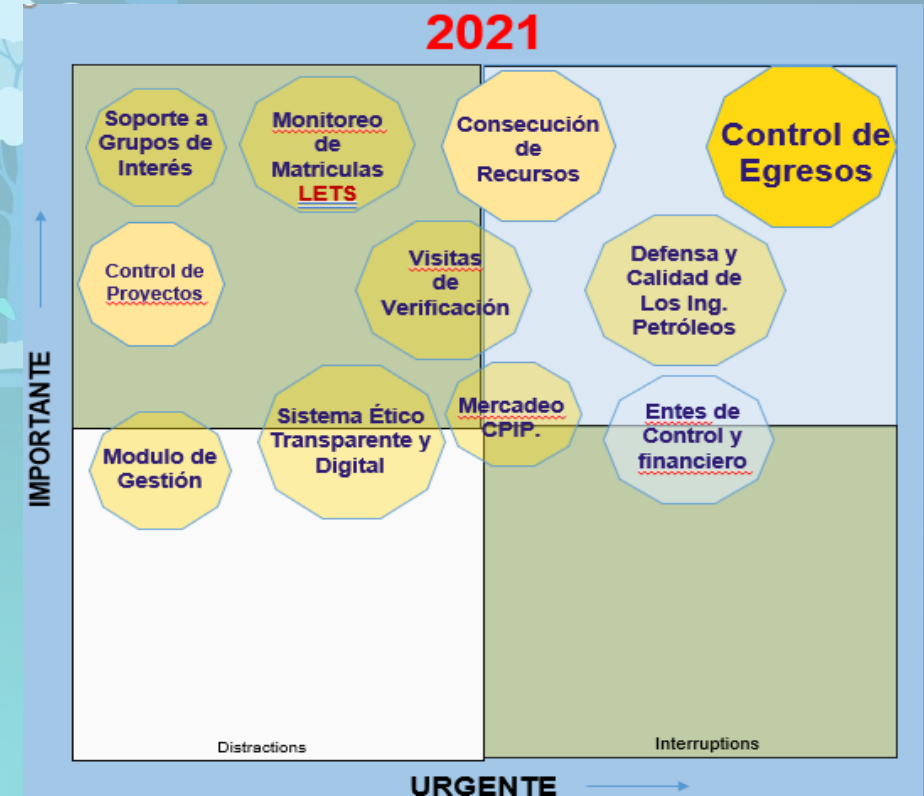 2021
Soporte a
Grupos de
Interés
Monitoreo
de
Matriculas
LETS
Consecución
de
Recursos
Control de
Egresos
Control de
Proyectos
Visitas
de
Verificación
Defensa y
Calidad de
Los Ing.
Petróleos
Modulo de
Gestión
Sistema Ético
Transparente y
Digital
Mercadeo
CPIP.
Entes de
Control y
financiero
IMPORTANTE
Distractions
Interruptions
URGENTE